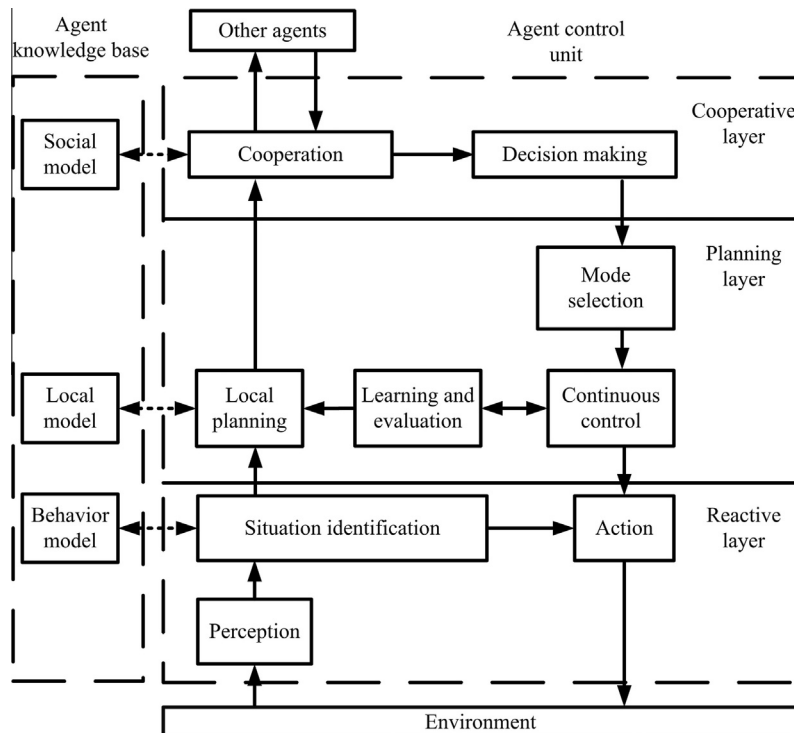 Agent
knowledge base
Other agents
Agent control
unit
Cooperative
layer
Social
model
Cooperation
Decision making
Planning
layer
Mode
selection
Local
model
Local
planning
Learning and
evaluation
Continuous
control
Behavior
model
Situation identification
Action
Reactive
layer
Perception
Environment